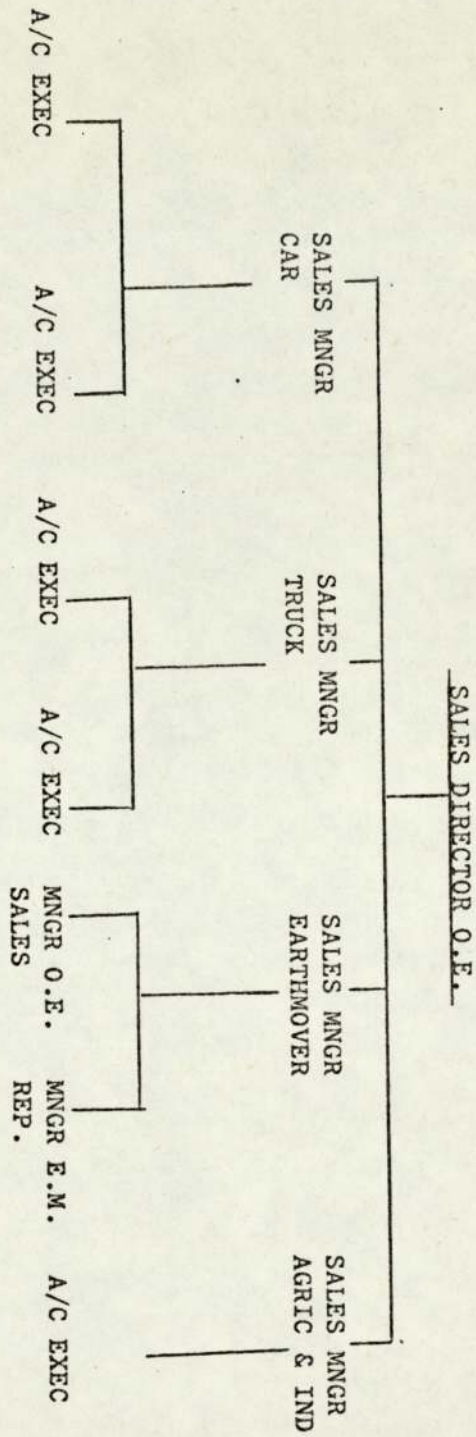 SALES DIRECTOR O.E.
SALES MNGR
CAR
SALES MNGR
TRUCK
SALES MNGR
EARTHMOVER
SALES MNGR
AGRIC & IND
A/C EXEC
A/C EXEC
A/C EXEC
A/C EXEC
MNGR O.E.
SALES
MNGR E.M.
REP.
A/C EXEC